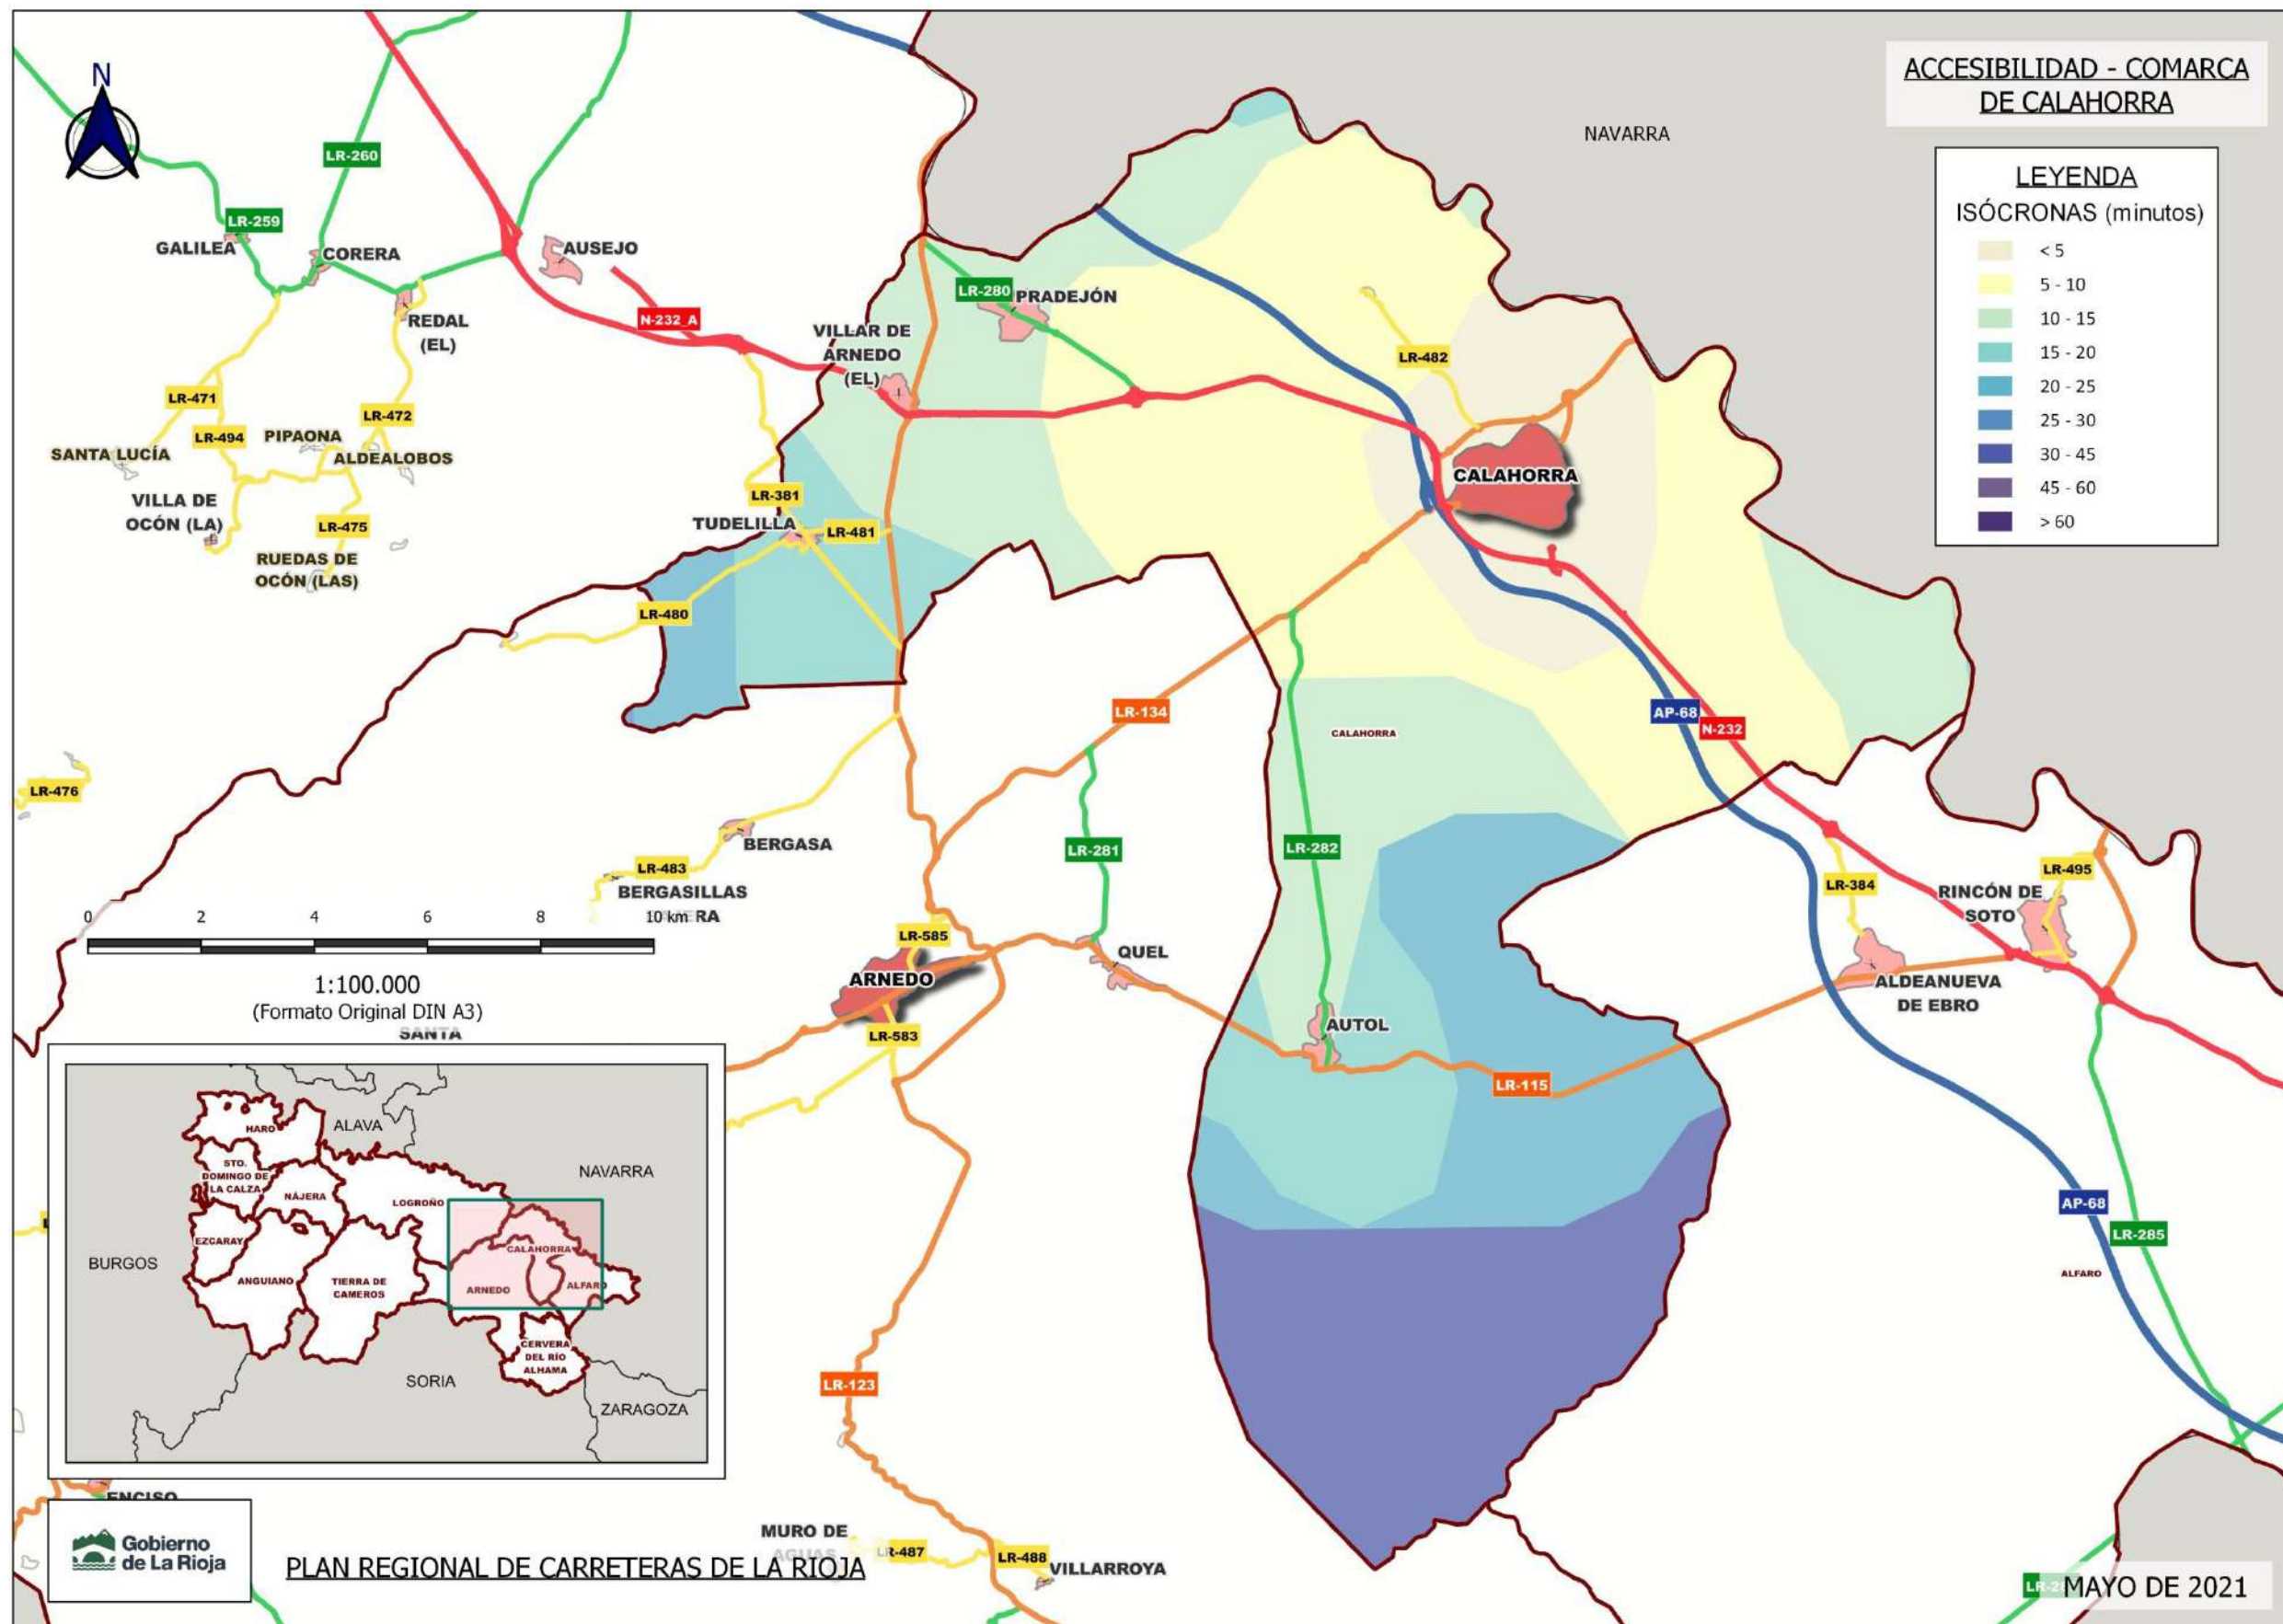 ACCESIBILIDAD - COMARCA
DE CALAHORRA
LEYENDA
ISÓCRONAS (minutos)
< 5
5 - 10
10 - 15
15 - 20
20 - 25
25 - 30
30 - 45
45 - 60
> 60
N
NAVARRA
LR-260
LR-259
GALILEA
CORERA
AUSEJO
REDAL
(EL)
N-232_A
LR-280
PRADEJÓN
VILLAR DE
ARNEDO
(EL)
LR-482
LR-471
LR-472
LR-494
PIPAONA
SANTA LUCÍA
ALDEALOBOS
VILLA DE
OCÓN (LA)
LR-475
RUEDAS DE
OCÓN (LAS)
LR-381
TUDELILLA
LR-481
LR-480
CALAHORRA
LR-134
CALAHORRA
AP-68
N-232
LR-476
BERGASA
LR-483
BERGASILLAS
LR-281
LR-282
LR-384
LR-495
RINCÓN DE
SOTO
ALDEANUEVA
DE EBRO
LR-585
ARNEDO
QUEL
LR-583
AUTOL
LR-115
0 2 4 6 8 10 km
RA
1:100.000
(Formato Original DIN A3)
SANTA
HARO
ALAVA
STO.
DOMINGO DE
LA CALZA
NÁJERA
LOGROÑO
NAVARRA
EZCARAY
CALAHORRA
BURGOS
ANGUIANO
TIERRA DE
CAMEROS
ARNEDO
ALFARO
CERVERA
DEL RÍO
ALHAMA
SORIA
ZARAGOZA
AP-68
LR-285
ALFARO
LR-123
ENCISO
Gobierno
de La Rioja
PLAN REGIONAL DE CARRETERAS DE LA RIOJA
MURO DE
AGUAS
LR-487
LR-488
VILLARROYA
MAYO DE 2021